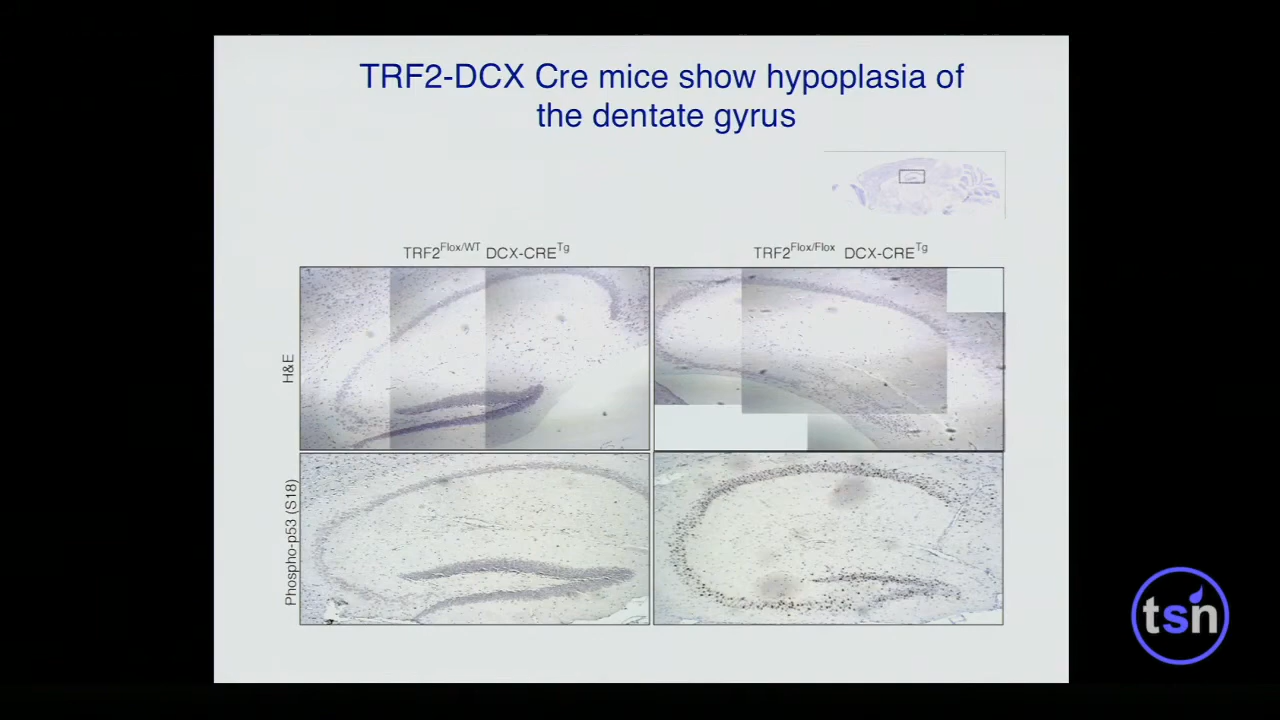 TRF2-DCX Cre mice show hypoplasia of
the dentate gyrus
TRF2Flox/WT DCX-CRETg
TRF2Flox/Flox DCX-CRETg
H&E
Phospho-p53 (S18)
tsn